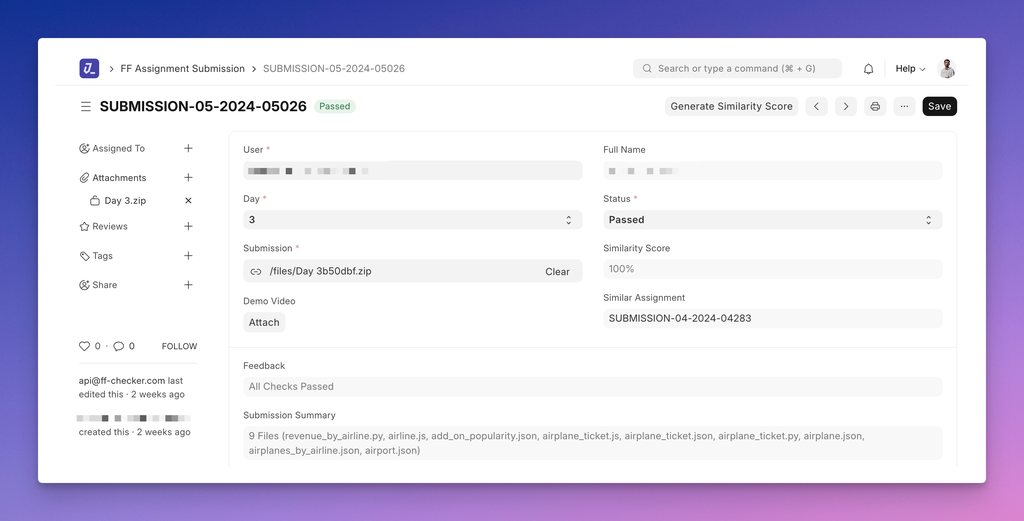 FF Assignment Submission
SUBMISSION-05-2024-05026
Search or type a command (⌘ + G)
Help
SUBMISSION-05-2024-05026
Passed
Generate Similarity Score
Save
Assigned To
Attachments
Day 3.zip
Reviews
Tags
Share
0 · 0
FOLLOW
api@ff-checker.com last
edited this · 2 weeks ago
created this · 2 weeks ago
User *
Full Name
Day *
3
Status *
Passed
Submission *
/files/Day 3b50dbf.zip
Clear
Similarity Score
100%
Demo Video
Attach
Similar Assignment
SUBMISSION-04-2024-04283
Feedback
All Checks Passed
Submission Summary
9 Files (revenue_by_airline.py, airline.js, add_on_popularity.json, airplane_ticket.js, airplane_ticket.json, airplane_ticket.py, airplane.json,
airplanes_by_airline.json, airport.json)